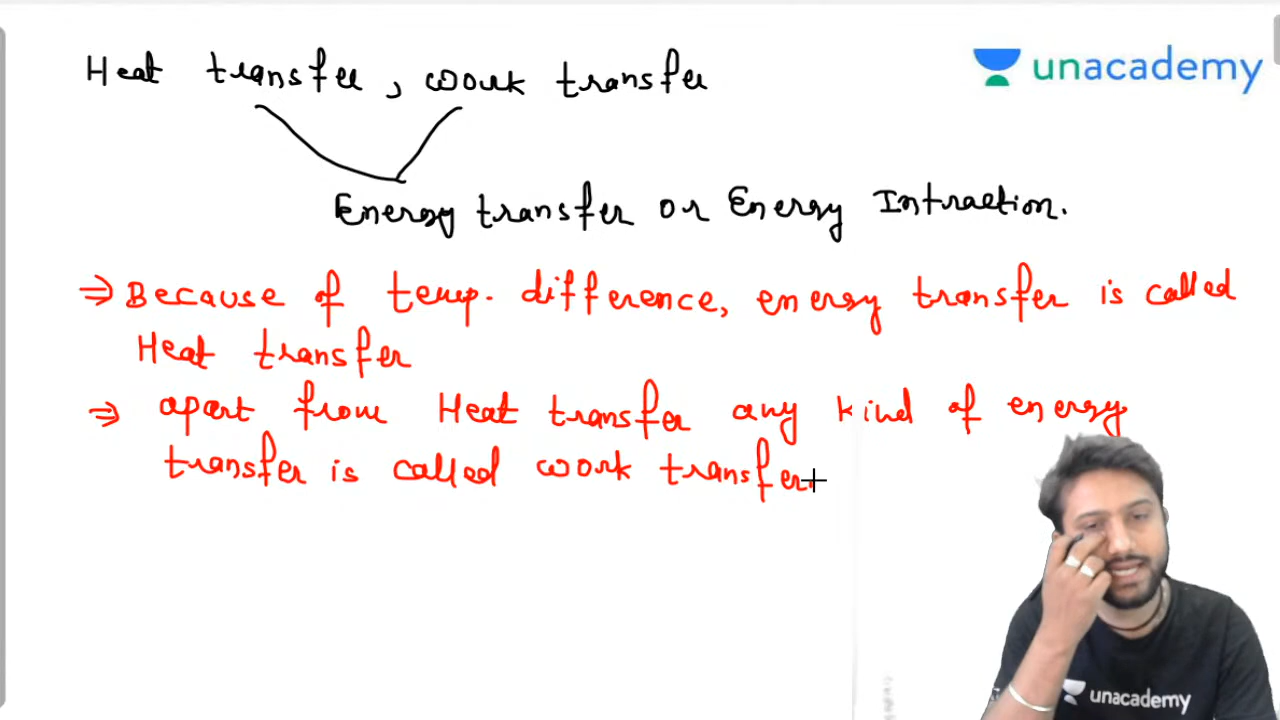 Heat transfer, work transfer
unacademy
Energy transfer or Energy Intraction.
⇒ Because of temp. difference, energy transfer is called
Heat transfer
⇒ apart from Heat transfer any kind of energy
transfer is called work transfer.
unacademy